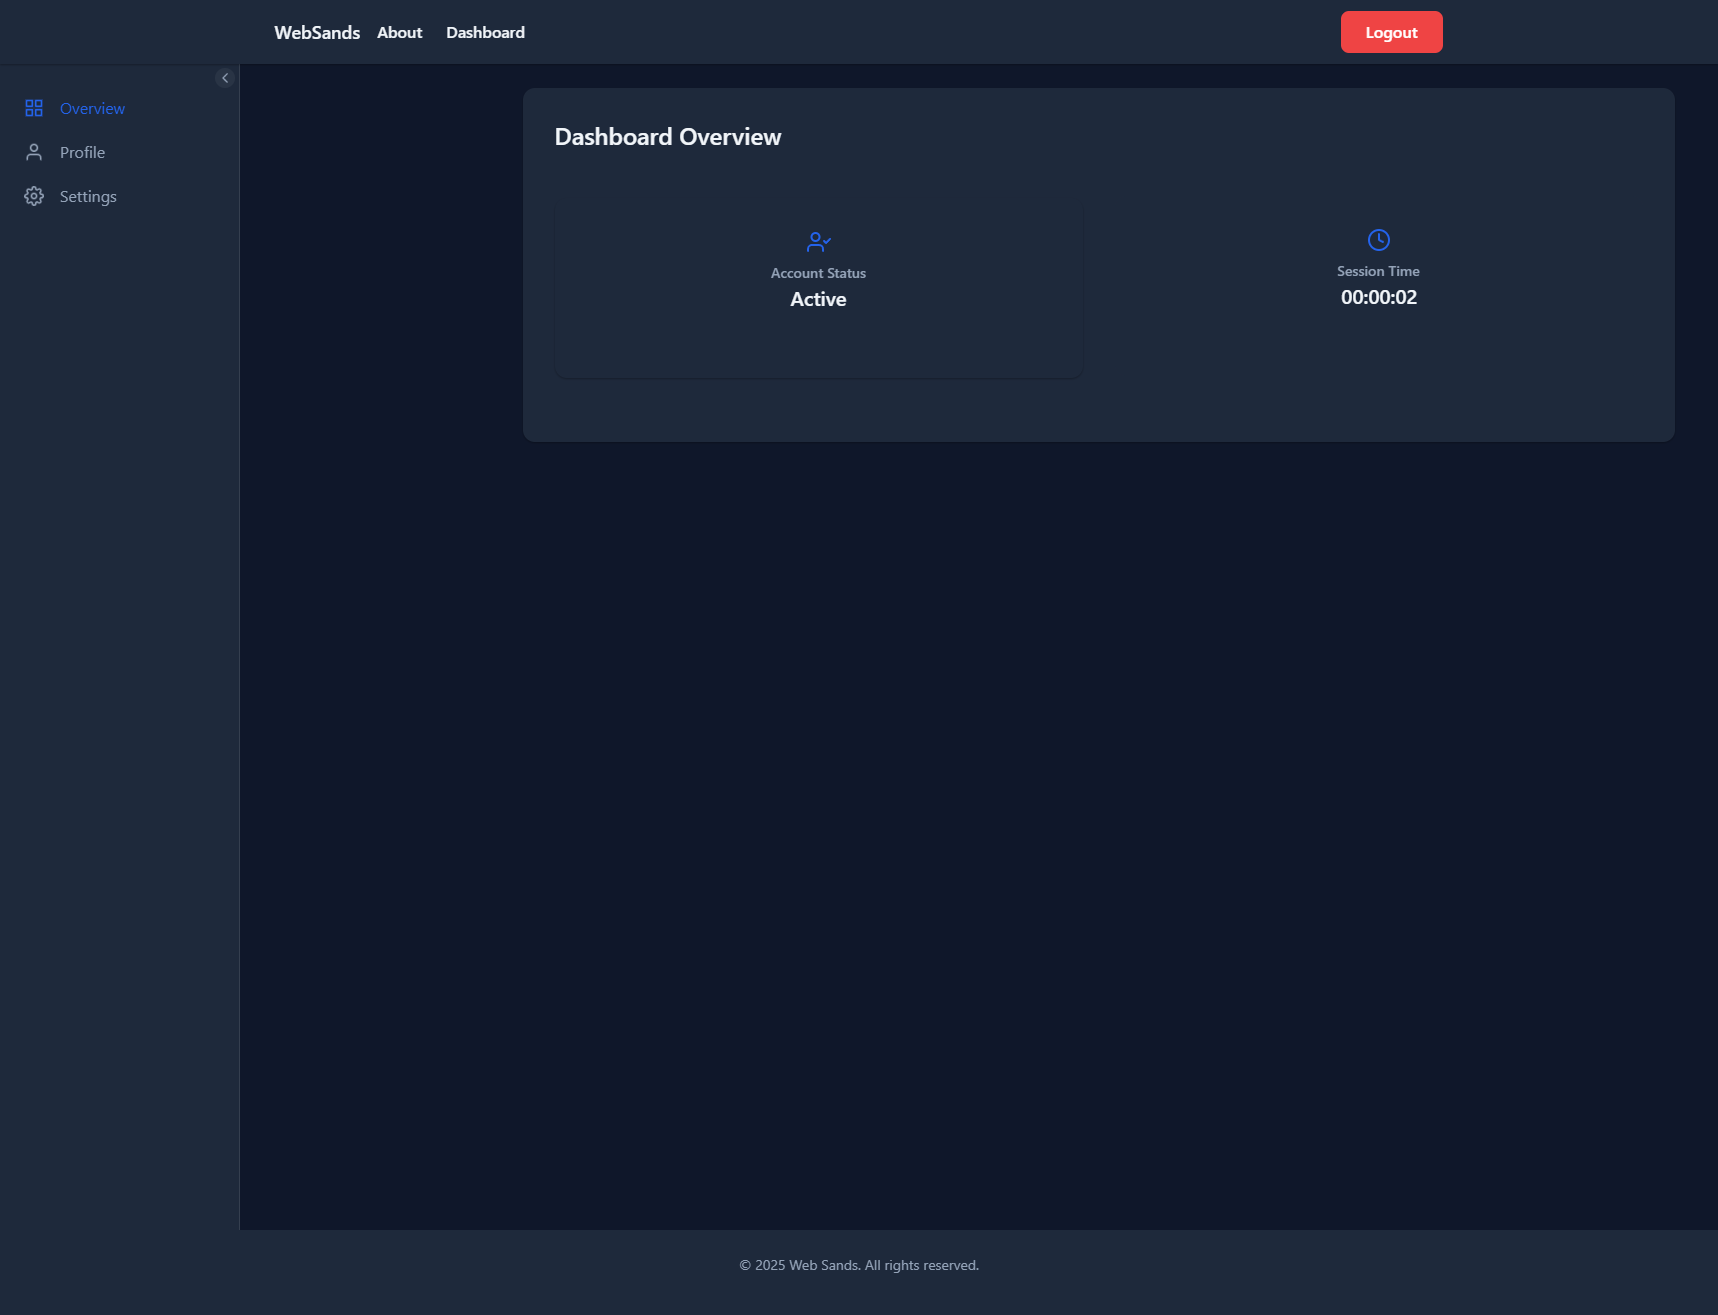 WebSands About Dashboard Logout
Overview
Profile
Settings
Dashboard Overview
Account Status
Active
Session Time
00:00:02
© 2025 Web Sands. All rights reserved.